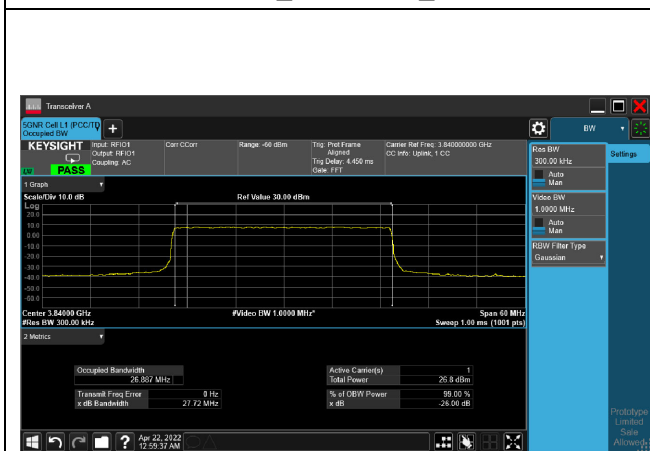 Transceiver A
5GNR Cell L1 (PCC/TD
Occupied BW
+
BW
KEYSIGHT
Input: RFIO1
Output: RFIO1
Coupling: AC
Corr CCorr
Range: -60 dBm
Trig: Prot Frame
Aligned
Trig Delay: 4.450 ms
Gate: FFT
Carrier Ref Freq: 3.840000000 GHz
CC Info: Uplink, 1 CC
PASS
Res BW
300.00 kHz
Auto
Man
Settings
Video BW
1.0000 MHz
Auto
Man
RBW Filter Type
Gaussian
1 Graph
Scale/Div 10.0 dB
Ref Value 30.00 dBm
Log
20.0
10.0
0.00
-10.0
-20.0
-30.0
-40.0
-50.0
-60.0
Center 3.84000 GHz
#Video BW 1.0000 MHz*
Span 60 MHz
#Res BW 300.00 kHz
Sweep 1.00 ms (1001 pts)
2 Metrics
Occupied Bandwidth
26.887 MHz
Active Carrier(s) 1
Total Power 26.8 dBm
Transmit Freq Error 0 Hz
x dB Bandwidth 27.72 MHz
% of OBW Power 99.00 %
x dB -26.00 dB
Prototype
Limited
Sale
Allowed
?
Apr 22, 2022
12:59:37 AM